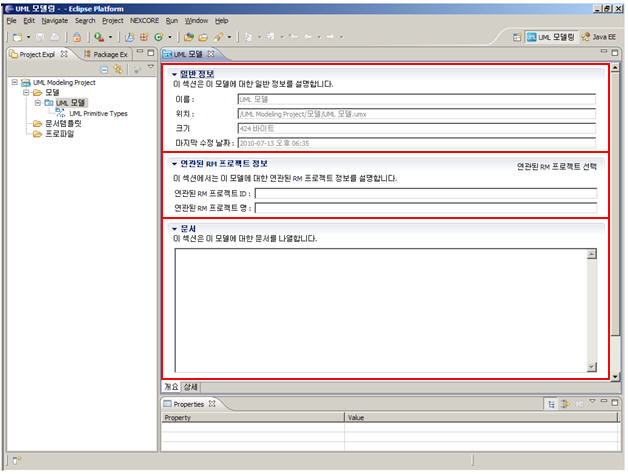 UML 모델링 - - Eclipse Platform
File Edit Navigate Search Project NEXCORE Run Window Help
UML 모델링 Java EE
Project Expl Package Ex
UML 모델
UML Modeling Project
모델
UML 모델
UML Primitive Types
문서템플릿
프로파일
일반 정보
이 섹션은 이 모델에 대한 일반 정보를 설명합니다.
이름 : UML 모델
위치 : /UML Modeling Project/모델/UML 모델.umx
크기 424 바이트
마지막 수정 날짜 : 2010-07-13 오후 06:35
연관된 RM 프로젝트 정보
연관된 RM 프로젝트 선택
이 섹션에서는 이 모델에 대한 연관된 RM 프로젝트 정보를 설명합니다.
연관된 RM 프로젝트 ID :
연관된 RM 프로젝트 명 :
문서
이 섹션은 이 모델에 대한 문서를 나열합니다.
개요 상세
Properties
Property Value